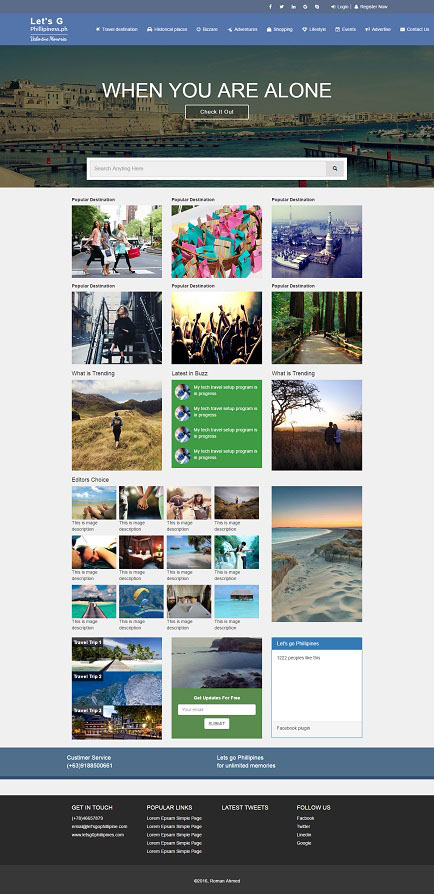 Login | Register Now
Let's G
Phillipiness.ph
Unlimited Memories
Travel destination Historical places Bizzare Adventures Shopping Lifestyle Events Advertise Contact Us
WHEN YOU ARE ALONE
Check It Out
Search Anyting Here
Popular Destination Popular Destination Popular Destination
Popular Destination Popular Destination Popular Destination
What is Trending Latest in Buzz What is Trending
My tech travel setup program is
in progress
My tech travel setup program is
in progress
My tech travel setup program is
in progress
My tech travel setup program is
in progress
Editors Choice
This is image This is image This is image This is image
description description description description
This is image This is image This is image This is image
description description description description
This is image This is image This is image This is image
description description description description
Travel Trip 1
Travel Trip 2
Travel Trip 3
Get Updates For Free
Your email
SUBMIT
Let's go Phillipines
1222 peoples like this
Facebook plugin
Custimer Service
(+63)9188500661
Lets go Phillipines
for unlimited memories
GET IN TOUCH
(+78)46657879
email@letsgophillipine.com
www.letsg0phillipines.com
POPULAR LINKS
Lorem Epsam Simple Page
Lorem Epsam Simple Page
Lorem Epsam Simple Page
Lorem Epsam Simple Page
Lorem Epsam Simple Page
LATEST TWEETS
FOLLOW US
Facbook
Twitter
Linedin
Google
©2016, Roman Ahmed